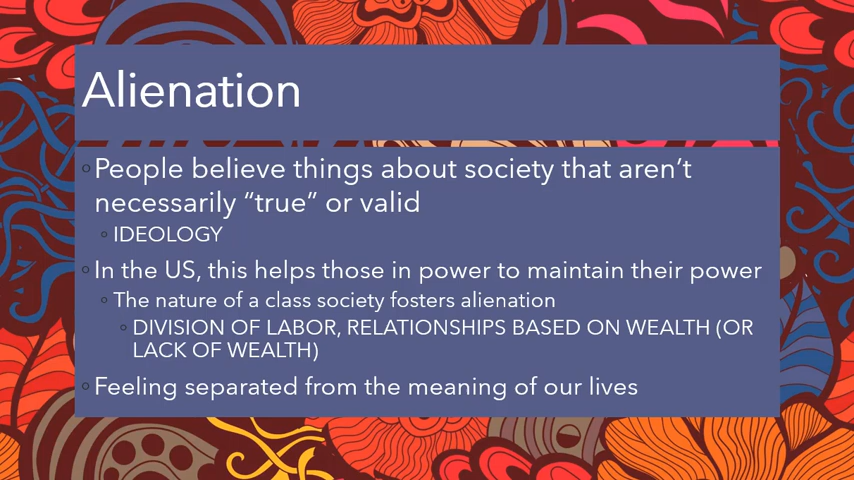 Alienation
People believe things about society that aren’t
necessarily “true” or valid
IDEOLOGY
In the US, this helps those in power to maintain their power
The nature of a class society fosters alienation
DIVISION OF LABOR, RELATIONSHIPS BASED ON WEALTH (OR
LACK OF WEALTH)
Feeling separated from the meaning of our lives